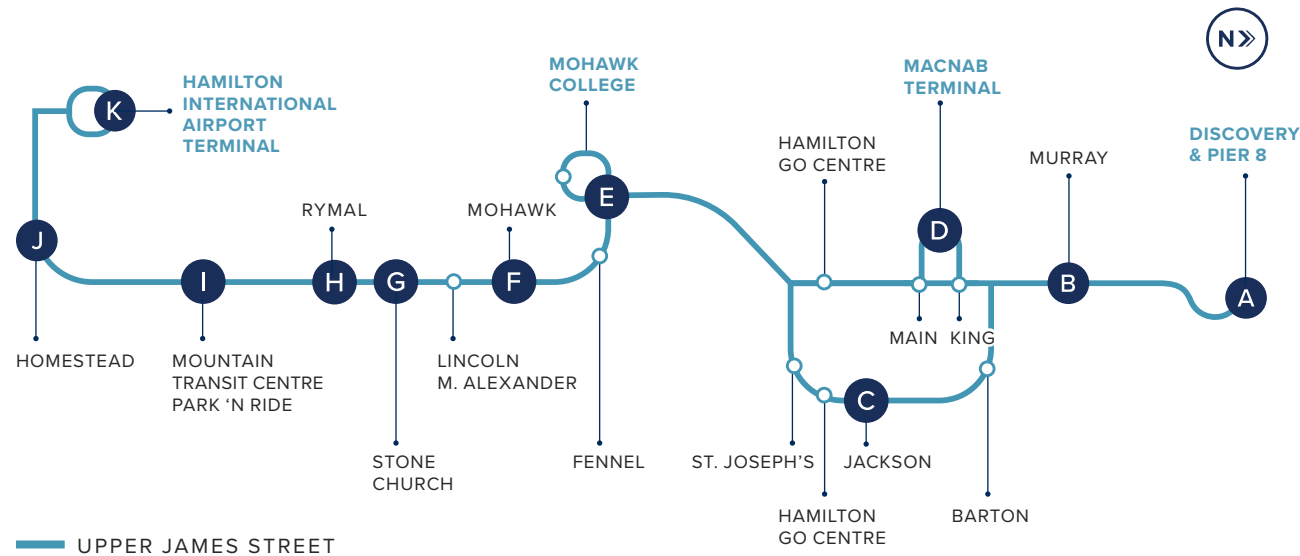 N
HAMILTON
INTERNATIONAL
AIRPORT
TERMINAL
MOHAWK
COLLEGE
MACNAB
TERMINAL
DISCOVERY
& PIER 8
HAMILTON
GO CENTRE
MURRAY
RYMAL
MOHAWK
K
J
I
H
G
F
E
D
C
B
A
MAIN
KING
HOMESTEAD
MOUNTAIN
TRANSIT CENTRE
PARK ‘N RIDE
LINCOLN
M. ALEXANDER
STONE
CHURCH
FENNEL
ST. JOSEPH’S
JACKSON
HAMILTON
GO CENTRE
BARTON
UPPER JAMES STREET